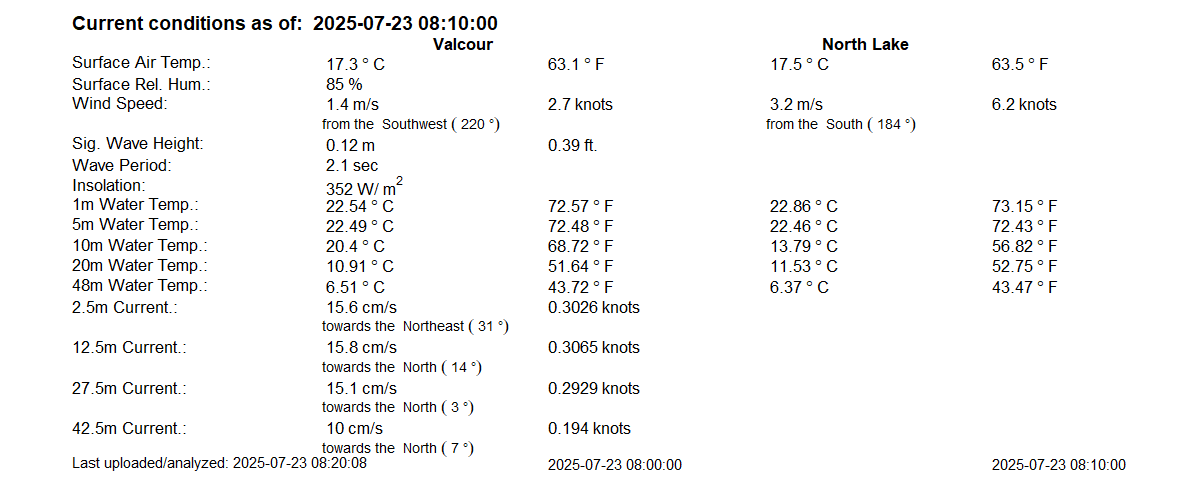 Current conditions as of: 2025-07-23 08:10:00
Valcour North Lake
Surface Air Temp.: 17.3 ° C 63.1 ° F 17.5 ° C 63.5 ° F
Surface Rel. Hum.: 85 %
Wind Speed: 1.4 m/s 2.7 knots 3.2 m/s 6.2 knots
from the Southwest ( 220 °) from the South ( 184 °)
Sig. Wave Height: 0.12 m 0.39 ft.
Wave Period: 2.1 sec
Insolation: 352 W/ m2
1m Water Temp.: 22.54 ° C 72.57 ° F 22.86 ° C 73.15 ° F
5m Water Temp.: 22.49 ° C 72.48 ° F 22.46 ° C 72.43 ° F
10m Water Temp.: 20.4 ° C 68.72 ° F 13.79 ° C 56.82 ° F
20m Water Temp.: 10.91 ° C 51.64 ° F 11.53 ° C 52.75 ° F
48m Water Temp.: 6.51 ° C 43.72 ° F 6.37 ° C 43.47 ° F
2.5m Current.: 15.6 cm/s 0.3026 knots
towards the Northeast ( 31 °)
12.5m Current.: 15.8 cm/s 0.3065 knots
towards the North ( 14 °)
27.5m Current.: 15.1 cm/s 0.2929 knots
towards the North ( 3 °)
42.5m Current.: 10 cm/s 0.194 knots
towards the North ( 7 °)
Last uploaded/analyzed: 2025-07-23 08:20:08 2025-07-23 08:00:00 2025-07-23 08:10:00